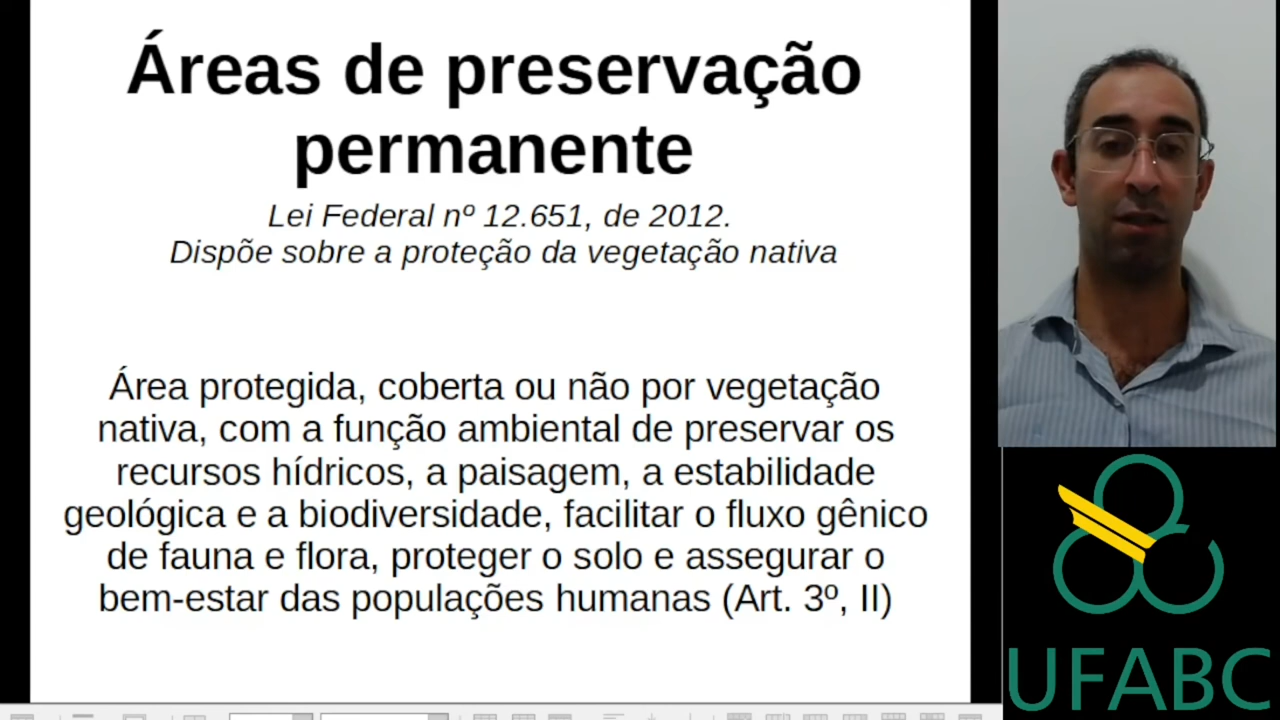 Áreas de preservação
permanente
Lei Federal nº 12.651, de 2012.
Dispõe sobre a proteção da vegetação nativa
Área protegida, coberta ou não por vegetação
nativa, com a função ambiental de preservar os
recursos hídricos, a paisagem, a estabilidade
geológica e a biodiversidade, facilitar o fluxo gênico
de fauna e flora, proteger o solo e assegurar o
bem-estar das populações humanas (Art. 3º, II)
UFABC